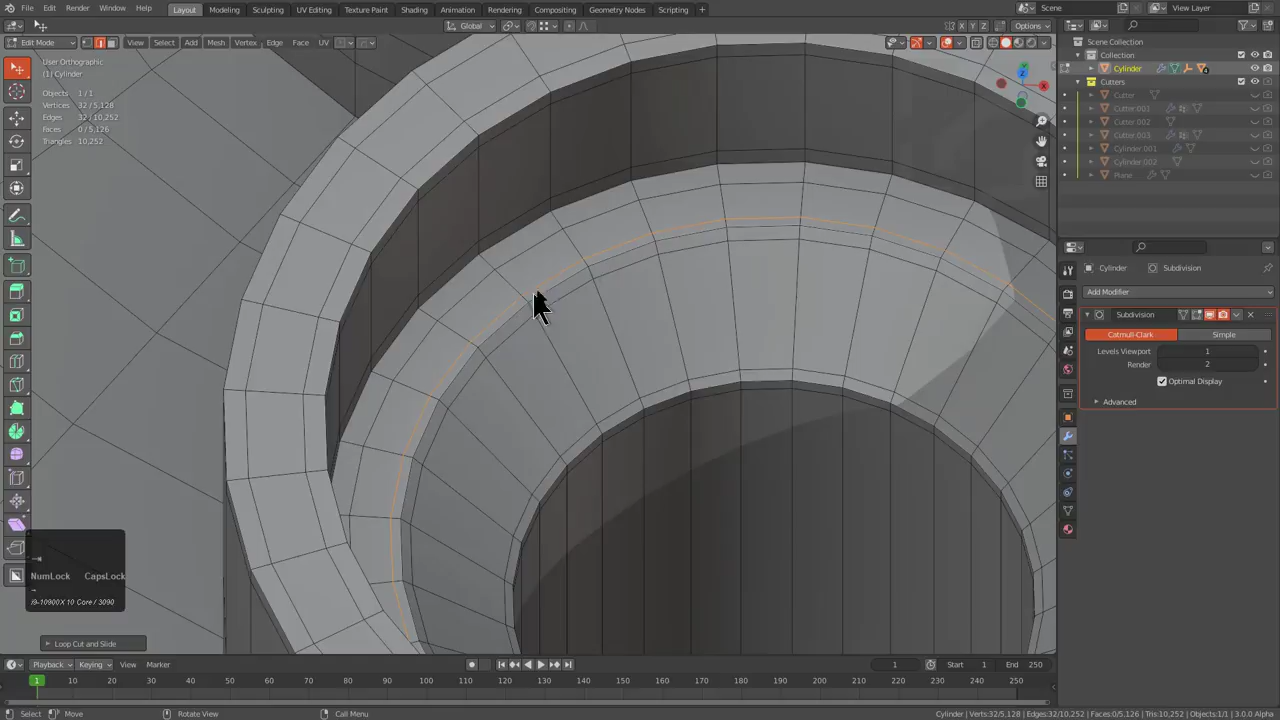 File Edit Render Window Help Layout Modeling Sculpting UV Editing Texture Paint Shading Animation Rendering Compositing Geometry Nodes Scripting + Scene View Layer
Global X Y Z Options
Edit Mode View Select Add Mesh Vertex Edge Face UV
User Orthographic
(1) Cylinder
Objects 1/1
Vertices 32/5,128
Edges 32/10,252
Faces 0/5,126
Triangles 10,252
Z
X
Scene Collection
Collection
Cylinder
Cutters
Cutter
Cutter.001
Cutter.002
Cutter.003
Cylinder.001
Cylinder.002
Plane
Cylinder Subdivision
Add Modifier
Subdivision
Catmull-Clark Simple
Levels Viewport 1
Render 2
Optimal Display
Advanced
NumLock CapsLock
i9-10900X 10 Core / 3090
Loop Cut and Slide
Playback Keying View Marker 1 Start 1 End 250
1 10 20 30 40 50 60 70 80 90 100 110 120 130 140 150 160 170 180 190 200 210 220 230 240 250
Select Move Rotate View Call Menu Cylinder | Verts:32/5,128 | Edges:32/10,252 | Faces:0/5,126 | Tris:10,252 | Objects:1/1 | 3.0.0 Alpha